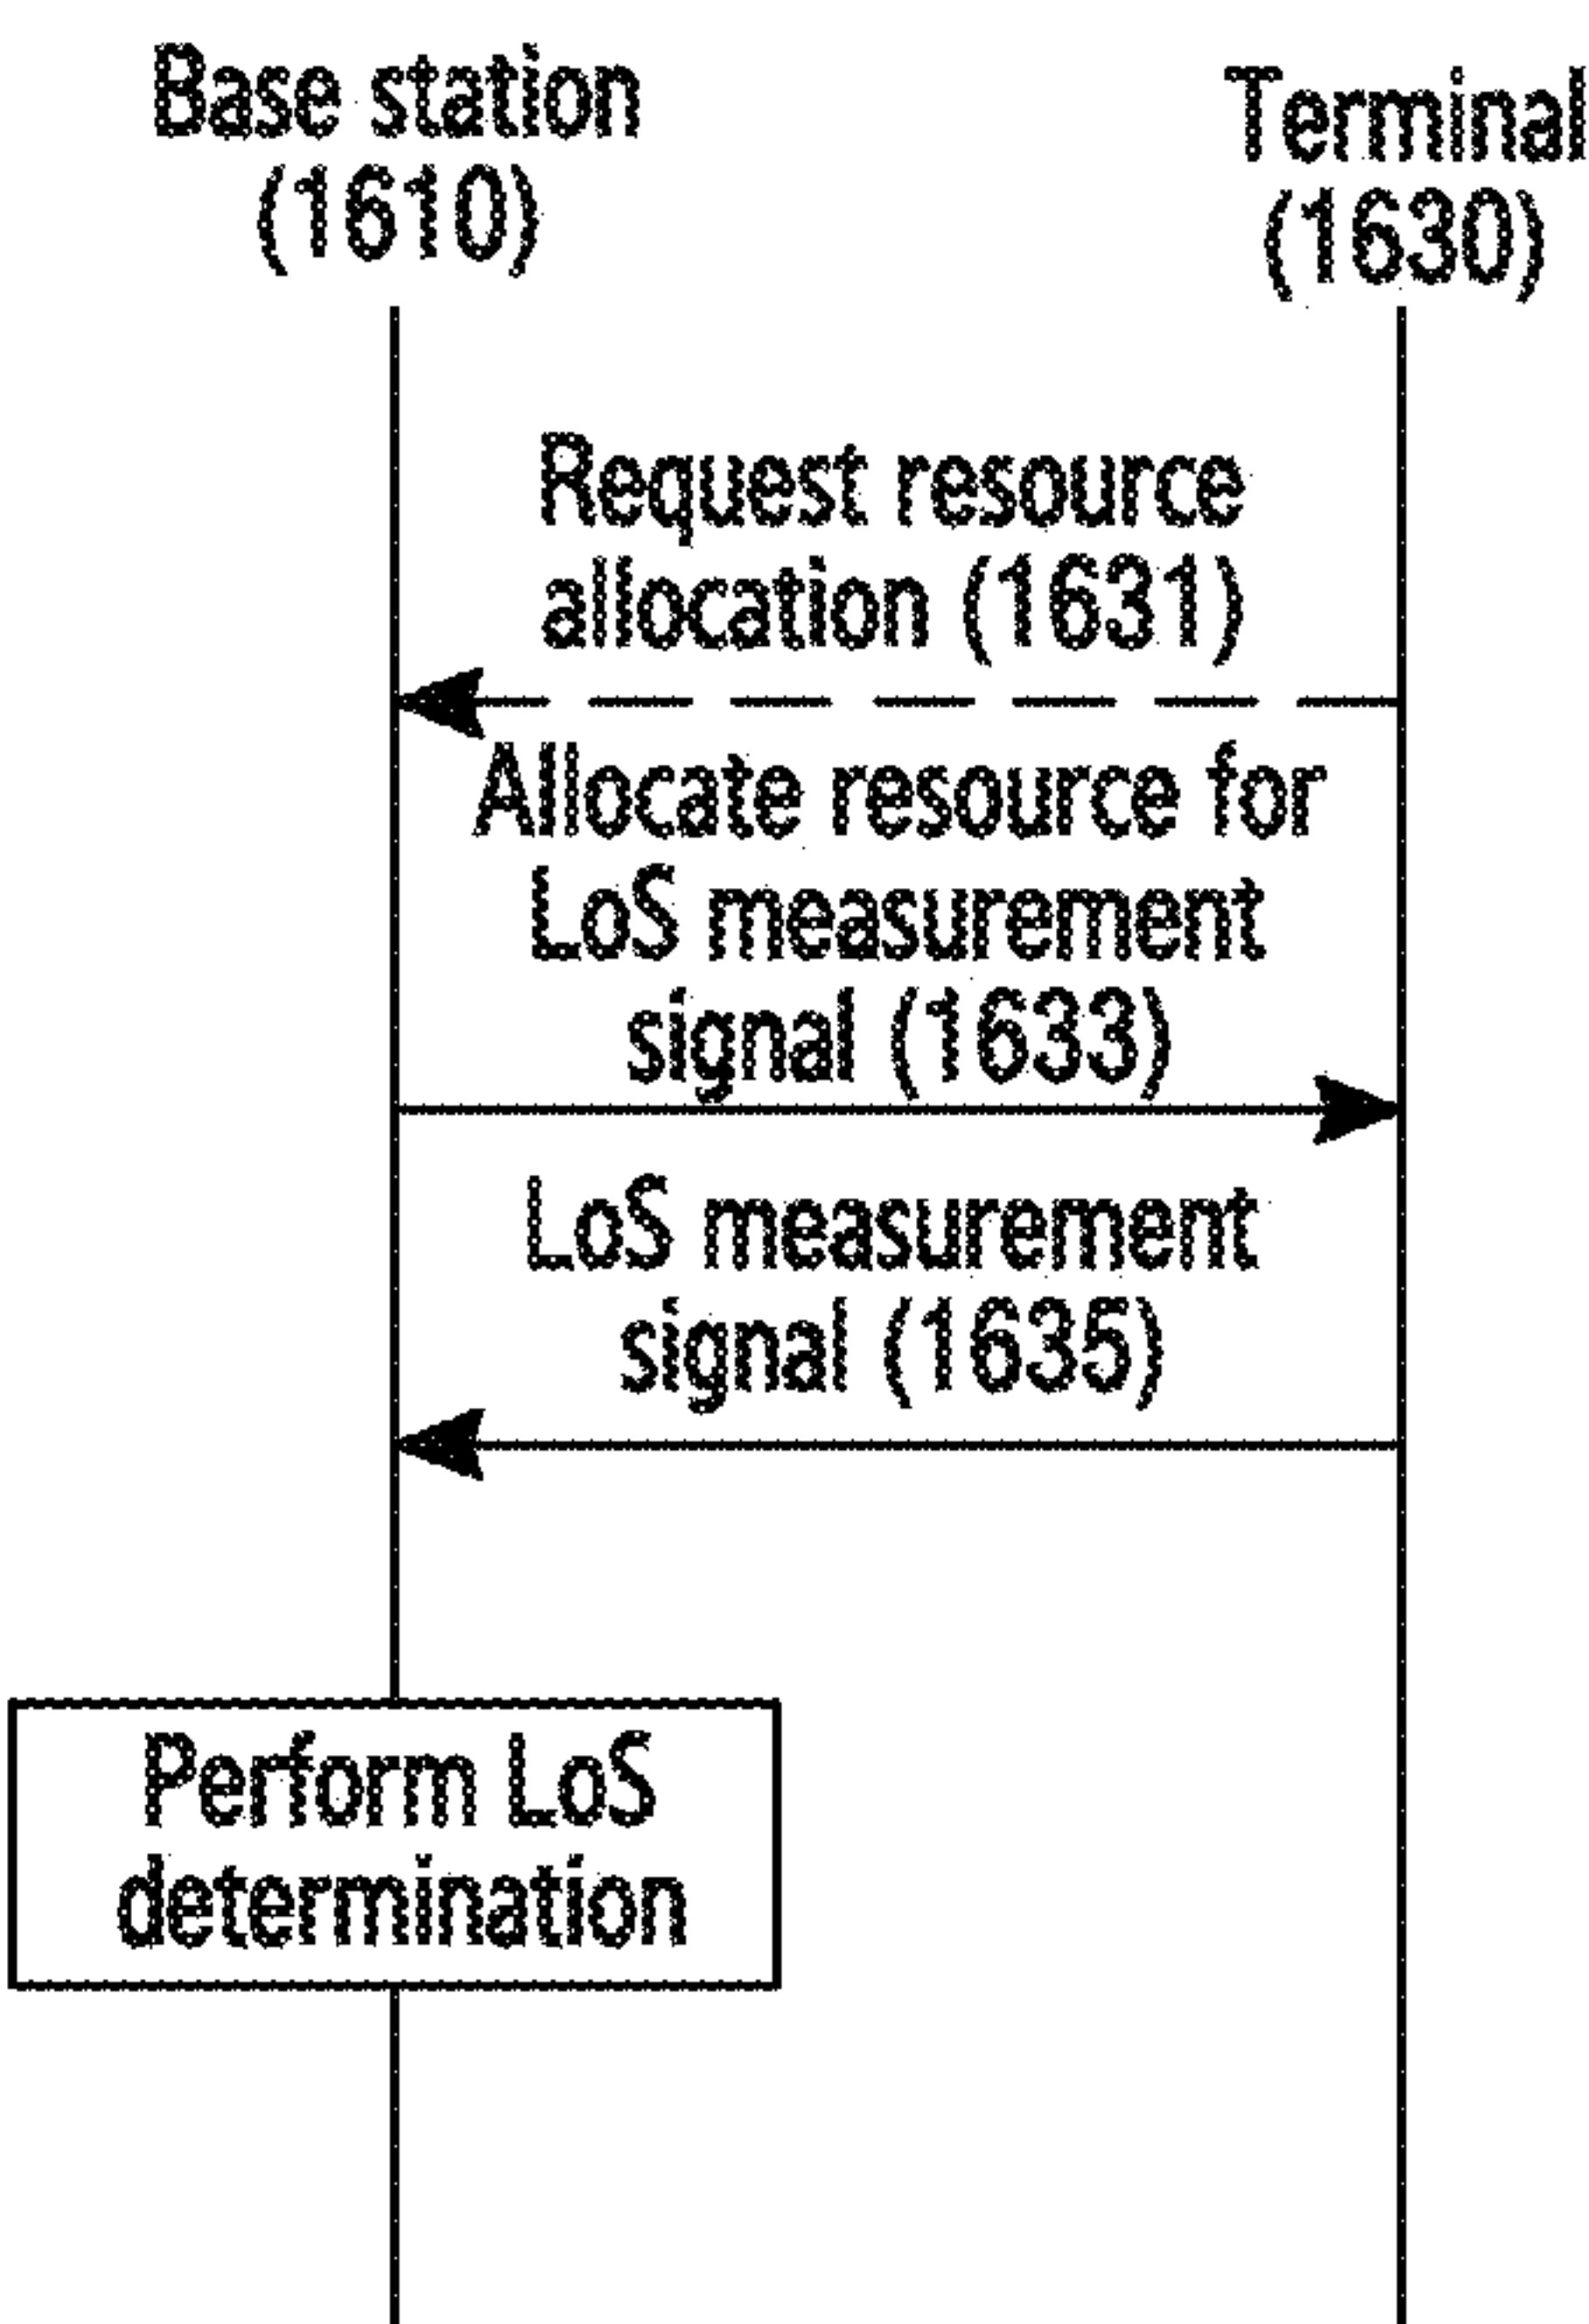 Base station
(1610)
Terminal
(1630)
Request resource
allocation (1631)
Allocate resource for
LoS measurement
signal (1633)
LoS measurement
signal (1635)
Perform LoS
determination